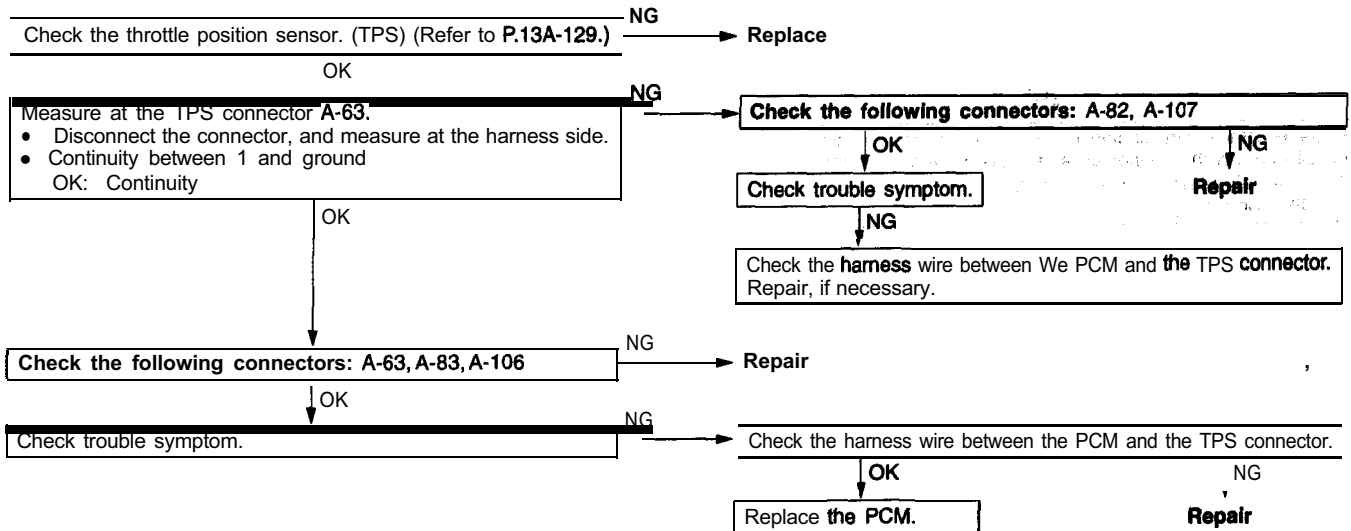 NG
Check the throttle position sensor. (TPS) (Refer to P.13A-129.)
Replace
OK
NG
Measure at the TPS connector A-63.
• Disconnect the connector, and measure at the harness side.
• Continuity between 1 and ground
OK: Continuity
Check the following connectors: A-82, A-107
OK
NG
Check trouble symptom.
Repair
NG
OK
Check the harness wire between We PCM and the TPS connector.
Repair, if necessary.
NG
Check the following connectors: A-63, A-83, A-106
Repair
OK
NG
Check trouble symptom.
Check the harness wire between the PCM and the TPS connector.
OK
NG
Replace the PCM.
Repair